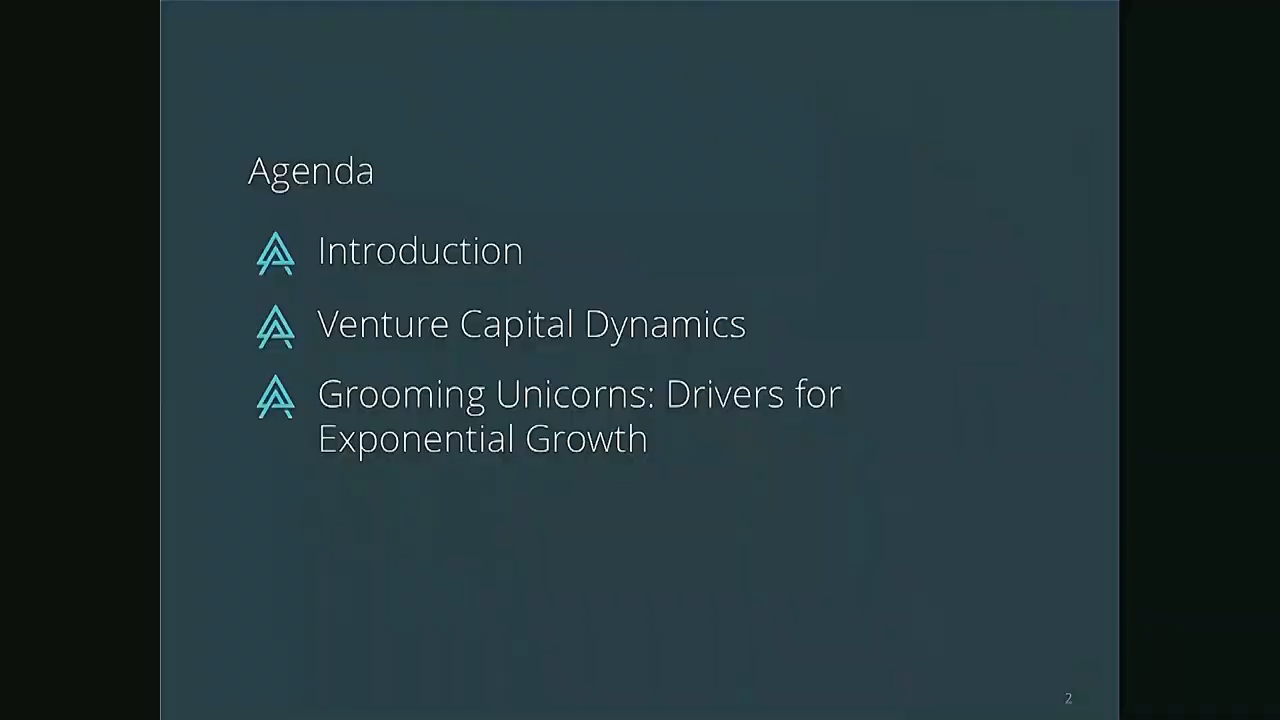 Agenda
Introduction
Venture Capital Dynamics
Grooming Unicorns: Drivers for
Exponential Growth
2